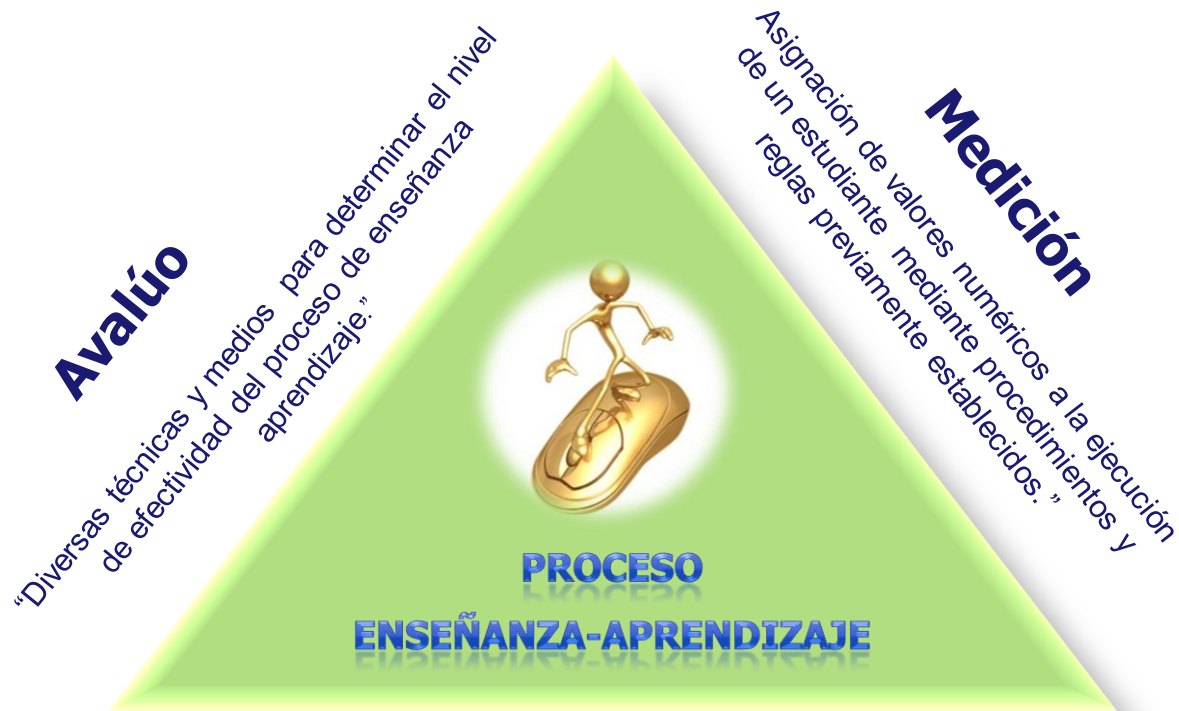 Avalúo
“Diversas técnicas y medios para determinar el nivel
de efectividad del proceso de enseñanza
aprendizaje.”
Medición
Asignación de valores numéricos a la ejecución
de un estudiante mediante procedimientos y
reglas previamente establecidos.”
PROCESO
ENSEÑANZA-APRENDIZAJE